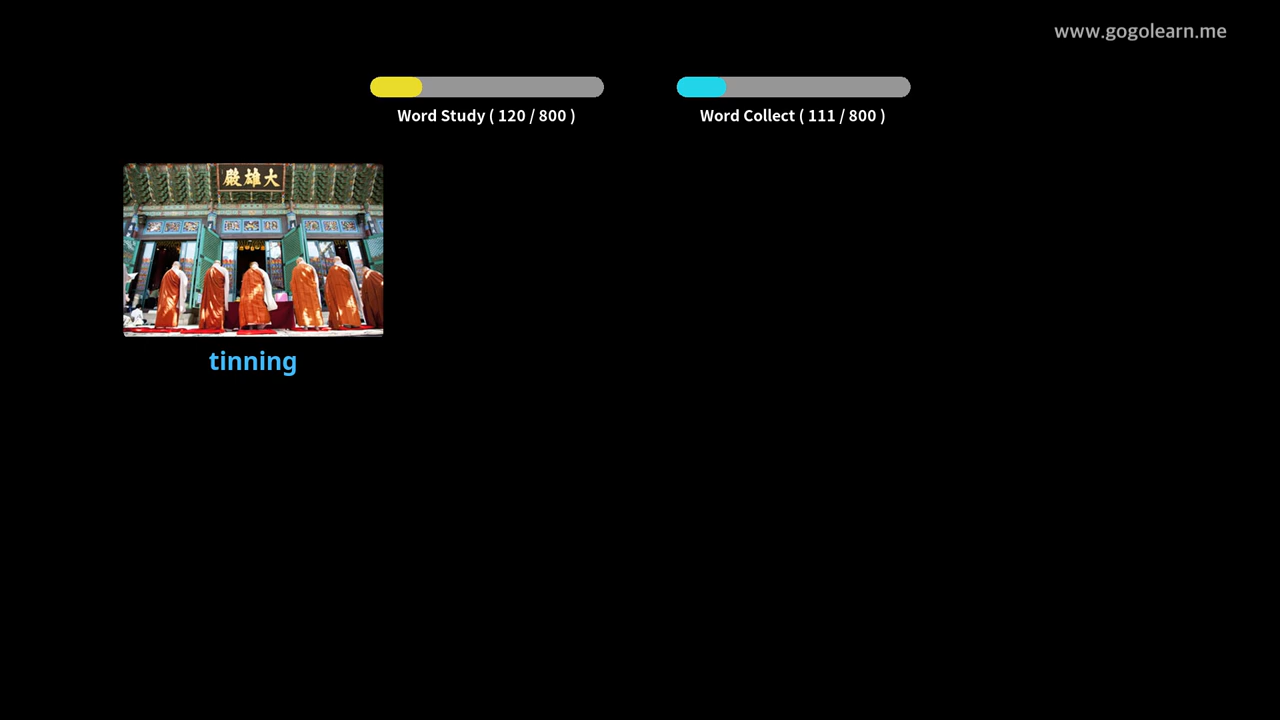 www.gogolearn.me
Word Study ( 120 / 800 )
Word Collect ( 111 / 800 )
殿雄大
tinning